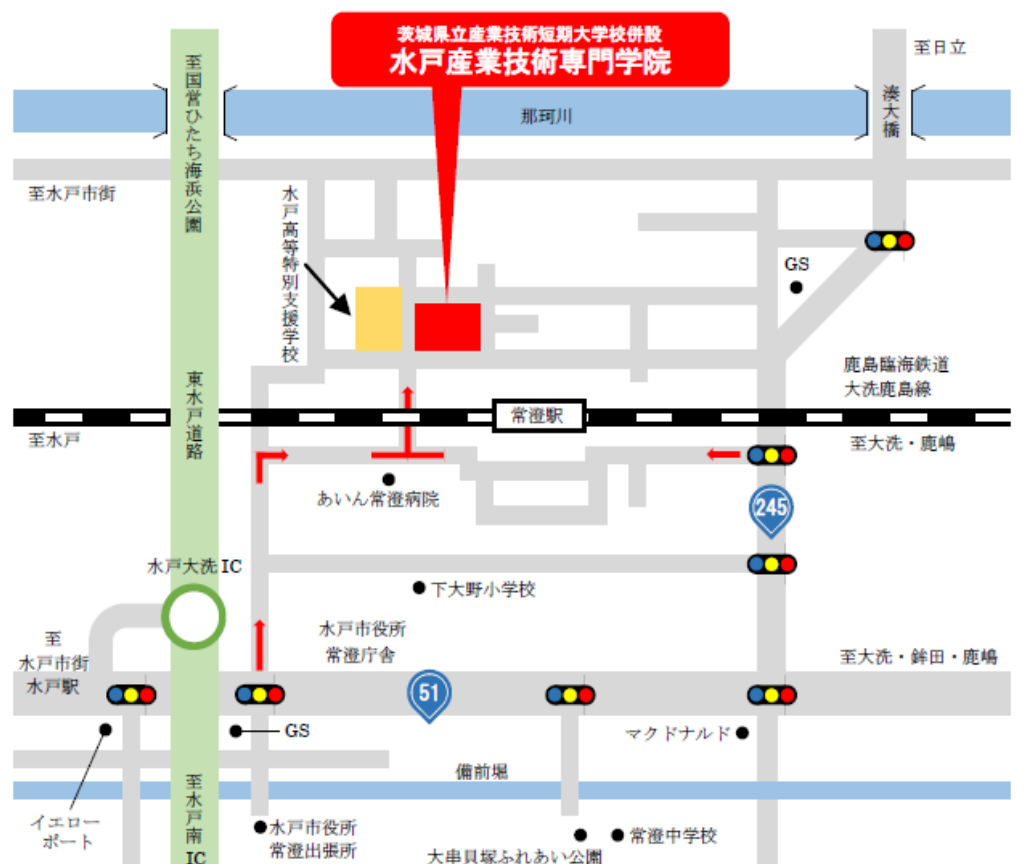 茨城県立産業技術短期大学校併設
水戸産業技術専門学院
至日立
至国営ひたち海浜公園
那珂川
湊大橋
至水戸市街
水戸高等特別支援学校
GS
東水戸道路
鹿島臨海鉄道
大洗鹿島線
常澄駅
至水戸
至大洗・鹿嶋
あいん常澄病院
245
水戸大洗IC
下大野小学校
水戸市役所
常澄庁舎
至
水戸市街
水戸駅
至大洗・鉾田・鹿嶋
51
GS
マクドナルド
備前堀
至水戸南IC
イエロー
ポート
水戸市役所
常澄出張所
常澄中学校
大串貝塚ふれあい公園